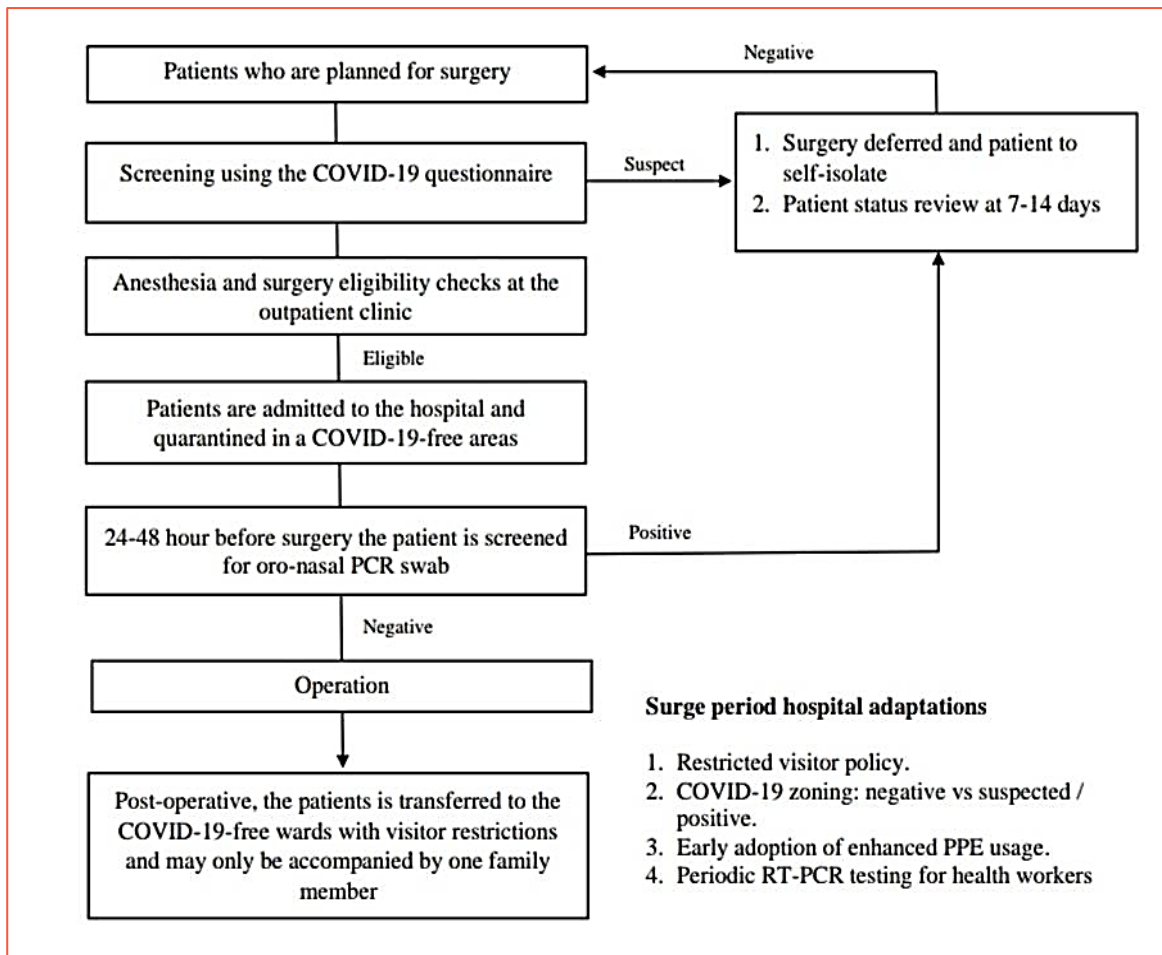 Patients who are planned for surgery
Negative
Screening using the COVID-19 questionnaire
Suspect
1. Surgery deferred and patient to
self-isolate
2. Patient status review at 7-14 days
Anesthesia and surgery eligibility checks at the
outpatient clinic
Eligible
Patients are admitted to the hospital and
quarantined in a COVID-19-free areas
24-48 hour before surgery the patient is screened
for oro-nasal PCR swab
Positive
Negative
Operation
Post-operative, the patients is transferred to the
COVID-19-free wards with visitor restrictions
and may only be accompanied by one family
member
Surge period hospital adaptations
1. Restricted visitor policy.
2. COVID-19 zoning: negative vs suspected /
positive.
3. Early adoption of enhanced PPE usage.
4. Periodic RT-PCR testing for health workers